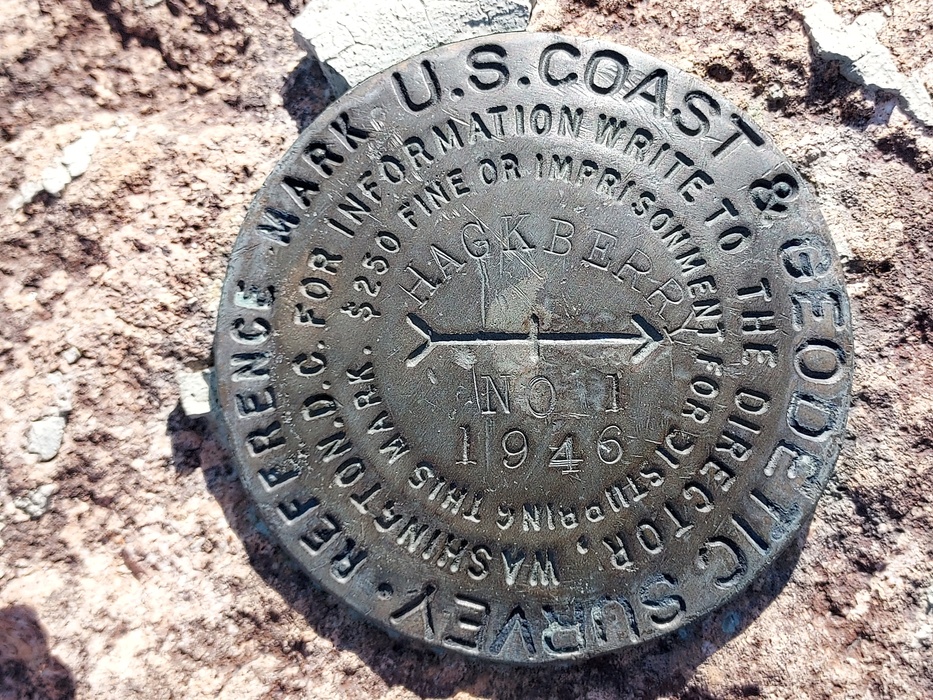 U.S. COAST & GEODETIC SURVEY. REFERENCE MARK
FOR INFORMATION WRITE TO THE DIRECTOR, WASHINGTON, D.C.
$250 FINE OR IMPRISONMENT FOR DISTURBING THIS MARK.
HACKBERRY
NO 1
1946